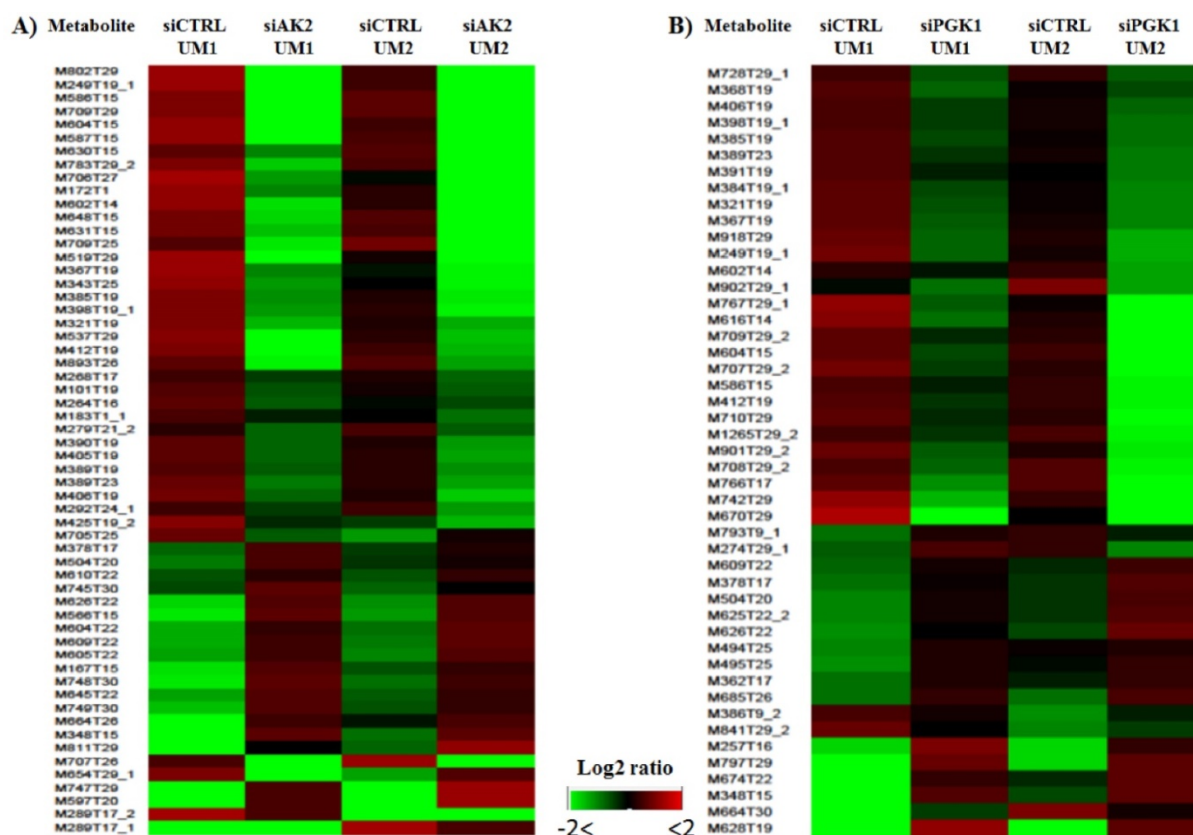 A) Metabolite siCTRL siAK2 siCTRL siAK2
UM1 UM1 UM2 UM2
M802T29
M249T19_1
M586T15
M709T29
M604T15
M587T15
M630T15
M783T29_2
M706T27
M172T1
M602T14
M648T15
M631T15
M709T25
M519T29
M367T19
M343T25
M385T19
M398T19_1
M321T19
M537T29
M412T19
M893T26
M268T17
M101T19
M264T16
M183T1_1
M279T21_2
M390T19
M405T19
M389T19
M389T23
M406T19
M292T24_1
M425T19_2
M705T25
M378T17
M504T20
M610T22
M745T30
M626T22
M566T15
M604T22
M609T22
M605T22
M167T15
M748T30
M645T22
M749T30
M664T26
M348T15
M811T29
M707T26
M654T29_1
M747T29
M597T20
M289T17_2
M289T17_1
Log2 ratio
-2< <2
B) Metabolite siCTRL siPGK1 siCTRL siPGK1
UM1 UM1 UM2 UM2
M728T29_1
M368T19
M406T19
M398T19_1
M385T19
M389T23
M391T19
M384T19_1
M321T19
M367T19
M918T29
M249T19_1
M602T14
M902T29_1
M767T29_1
M616T14
M709T29_2
M604T15
M707T29_2
M586T15
M412T19
M710T29
M1265T29_2
M901T29_2
M708T29_2
M766T17
M742T29
M670T29
M793T9_1
M274T29_1
M609T22
M378T17
M504T20
M625T22_2
M626T22
M494T25
M495T25
M362T17
M685T26
M386T9_2
M841T29_2
M257T16
M797T29
M674T22
M348T15
M664T30
M628T19